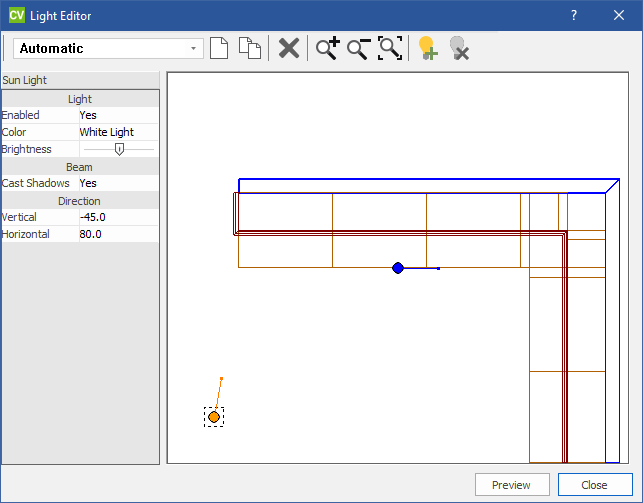 CV Light Editor
Automatic
Sun Light
Light
Enabled Yes
Color White Light
Brightness
Beam
Cast Shadows Yes
Direction
Vertical -45.0
Horizontal 80.0
Preview Close